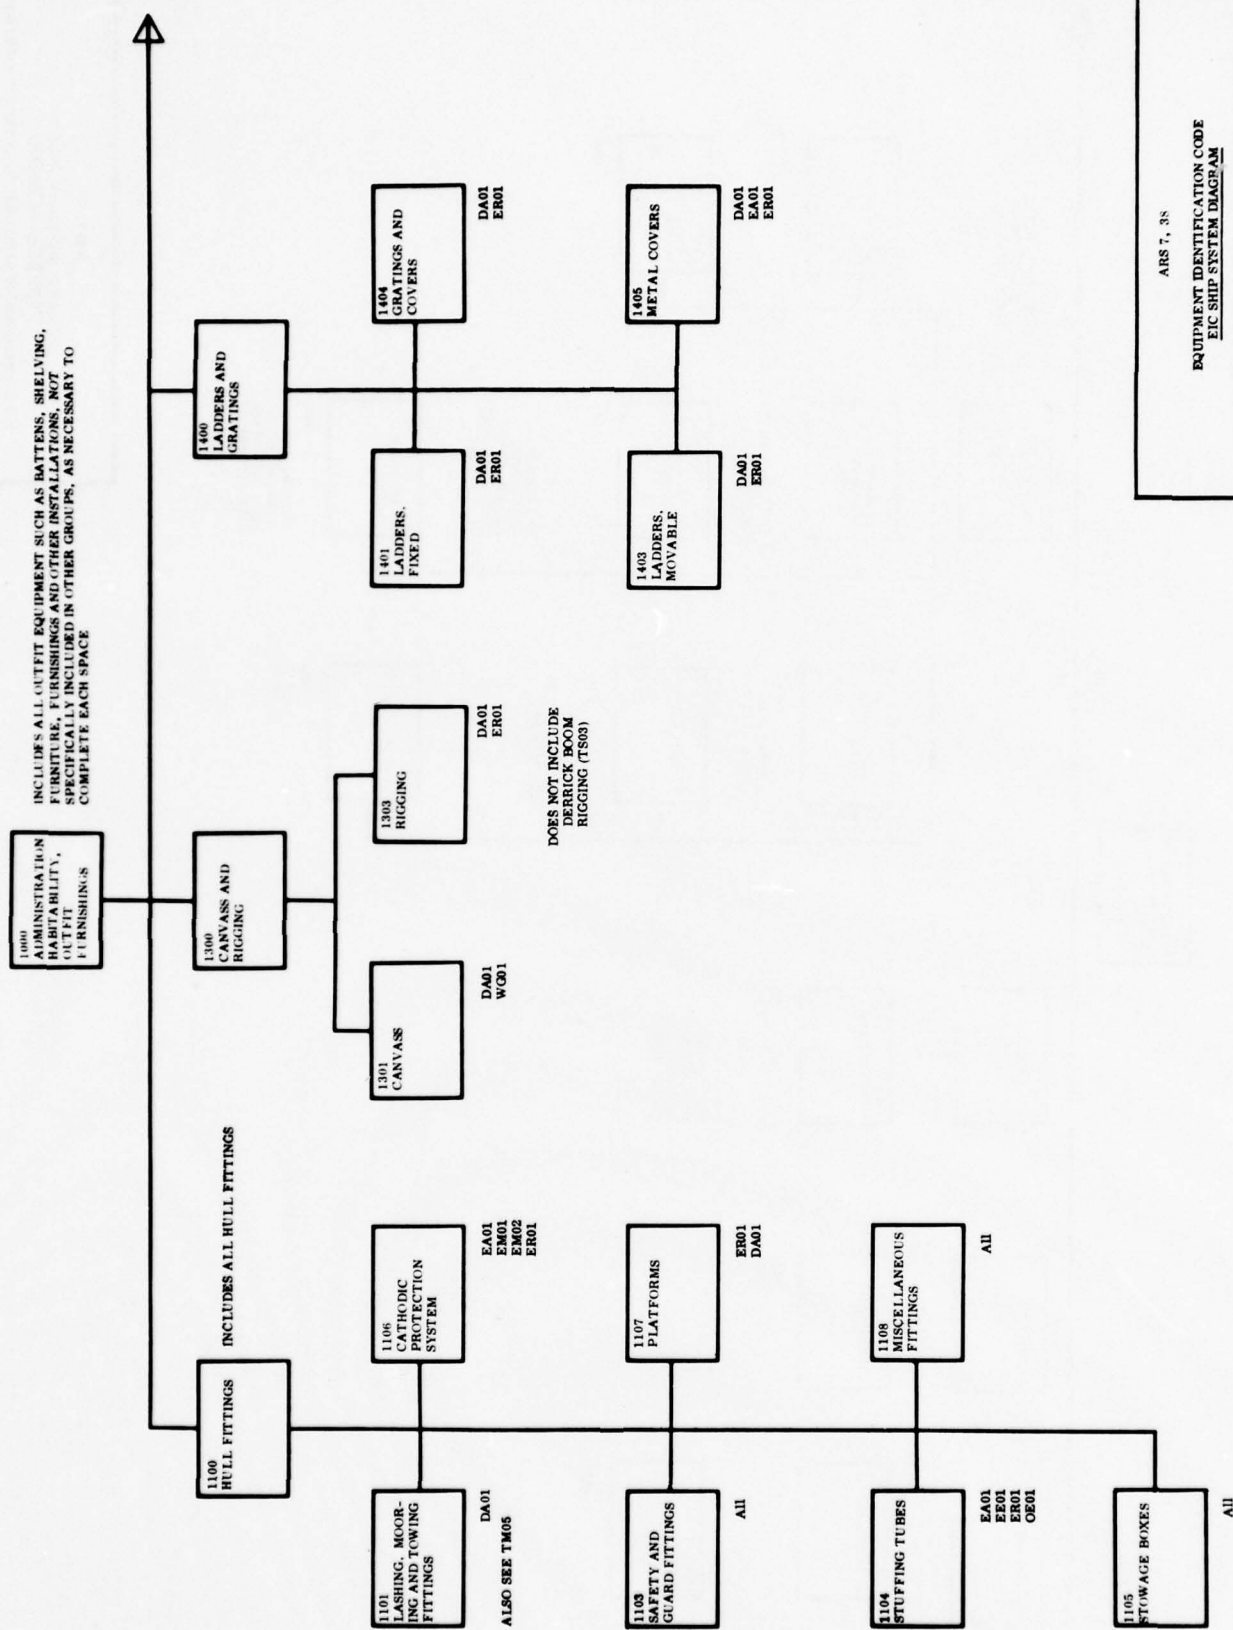 1000
ADMINISTRATION
HABITABILITY,
OUTFIT
FURNISHINGS
INCLUDES ALL OUTFIT EQUIPMENT SUCH AS BATTENS, SHELVING,
FURNITURE, FURNISHINGS AND OTHER INSTALLATIONS, NOT
SPECIFICALLY INCLUDED IN OTHER GROUPS, AS NECESSARY TO
COMPLETE EACH SPACE
1100
HULL FITTINGS
INCLUDES ALL HULL FITTINGS
1300
CANVASS AND
RIGGING
1400
LADDERS AND
GRATINGS
1101
LASHING, MOOR-
ING AND TOWING
FITTINGS
DA01
ALSO SEE TM05
1106
CATHODIC
PROTECTION
SYSTEM
EA01
EM01
EM02
ER01
1301
CANVASS
DA01
WG01
1303
RIGGING
DA01
ER01
DOES NOT INCLUDE
DERRICK BOOM
RIGGING (TS03)
1401
LADDERS,
FIXED
DA01
ER01
1404
GRATINGS AND
COVERS
DA01
ER01
1103
SAFETY AND
GUARD FITTINGS
All
1107
PLATFORMS
ER01
DA01
1403
LADDERS,
MOVABLE
DA01
ER01
1405
METAL COVERS
DA01
EA01
ER01
1104
STUFFING TUBES
EA01
EE01
ER01
OE01
1108
MISCELLANEOUS
FITTINGS
All
1105
STOWAGE BOXES
All
ARS 7, 38
EQUIPMENT IDENTIFICATION CODE
EIC SHIP SYSTEM DIAGRAM